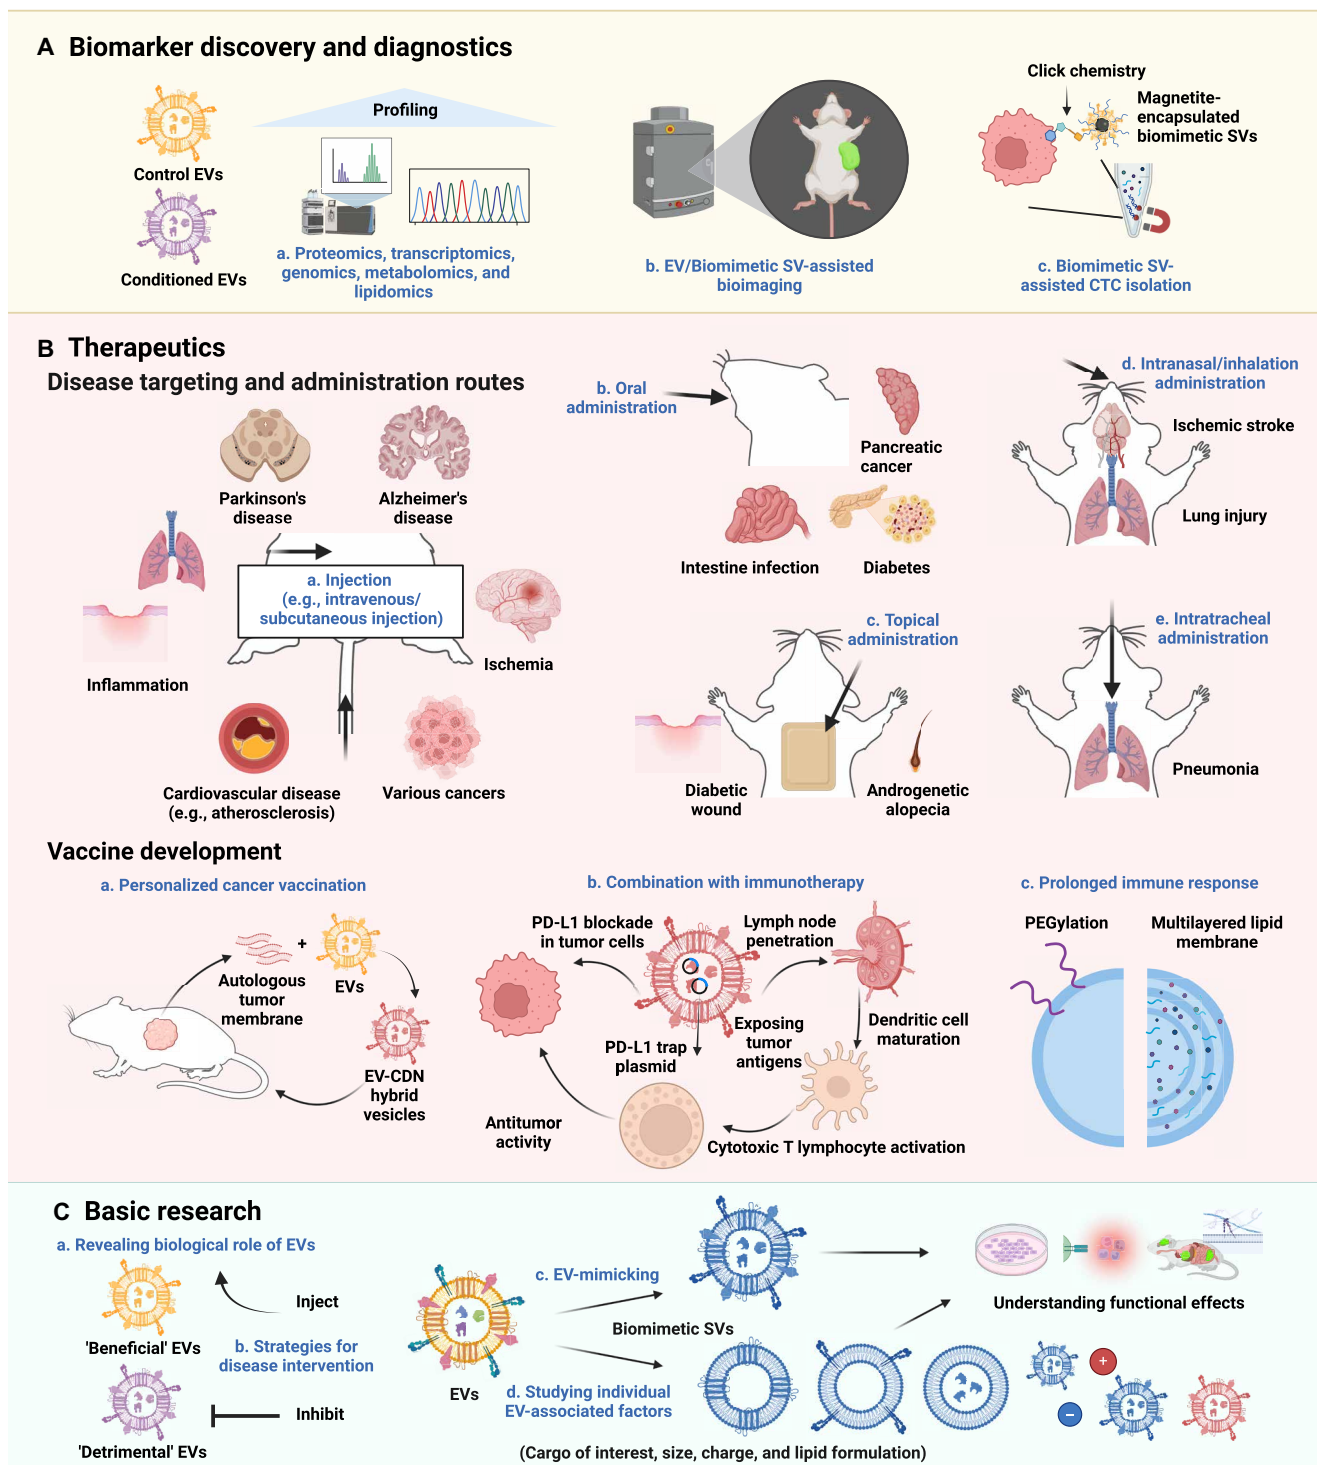 A Biomarker discovery and diagnostics
Control EVs
Conditioned EVs
Profiling
a. Proteomics, transcriptomics,
genomics, metabolomics, and
lipidomics
b. EV/Biomimetic SV-assisted
bioimaging
Click chemistry
Magnetite-
encapsulated
biomimetic SVs
c. Biomimetic SV-
assisted CTC isolation
B Therapeutics
Disease targeting and administration routes
Parkinson's
disease
Alzheimer's
disease
a. Injection
(e.g., intravenous/
subcutaneous injection)
Inflammation
Ischemia
Cardiovascular disease
(e.g., atherosclerosis)
Various cancers
b. Oral
administration
Pancreatic
cancer
Intestine infection
Diabetes
c. Topical
administration
Diabetic
wound
Androgenetic
alopecia
d. Intranasal/inhalation
administration
Ischemic stroke
Lung injury
e. Intratracheal
administration
Pneumonia
Vaccine development
a. Personalized cancer vaccination
Autologous
tumor
membrane
+
EVs
EV-CDN
hybrid
vesicles
b. Combination with immunotherapy
PD-L1 blockade
in tumor cells
Lymph node
penetration
Exposing
tumor
antigens
PD-L1 trap
plasmid
Dendritic cell
maturation
Antitumor
activity
Cytotoxic T lymphocyte activation
c. Prolonged immune response
PEGylation
Multilayered lipid
membrane
C Basic research
a. Revealing biological role of EVs
Inject
'Beneficial' EVs
b. Strategies for
disease intervention
Inhibit
'Detrimental' EVs
EVs
c. EV-mimicking
Biomimetic SVs
d. Studying individual
EV-associated factors
(Cargo of interest, size, charge, and lipid formulation)
Understanding functional effects
+
−